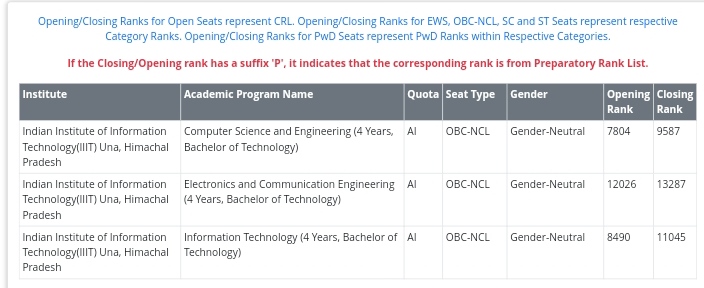 Opening/Closing Ranks for Open Seats represent CRL. Opening/Closing Ranks for EWS, OBC-NCL, SC and ST Seats represent respective
Category Ranks. Opening/Closing Ranks for PwD Seats represent PwD Ranks within Respective Categories.
If the Closing/Opening rank has a suffix 'P', it indicates that the corresponding rank is from Preparatory Rank List.
Institute Academic Program Name Quota Seat Type Gender Opening Closing
Rank Rank
Indian Institute of Information Computer Science and Engineering (4 Years, AI OBC-NCL Gender-Neutral 7804 9587
Technology(IIIT) Una, Himachal Bachelor of Technology)
Pradesh
Indian Institute of Information Electronics and Communication Engineering AI OBC-NCL Gender-Neutral 12026 13287
Technology(IIIT) Una, Himachal (4 Years, Bachelor of Technology)
Pradesh
Indian Institute of Information Information Technology (4 Years, Bachelor of AI OBC-NCL Gender-Neutral 8490 11045
Technology(IIIT) Una, Himachal Technology)
Pradesh